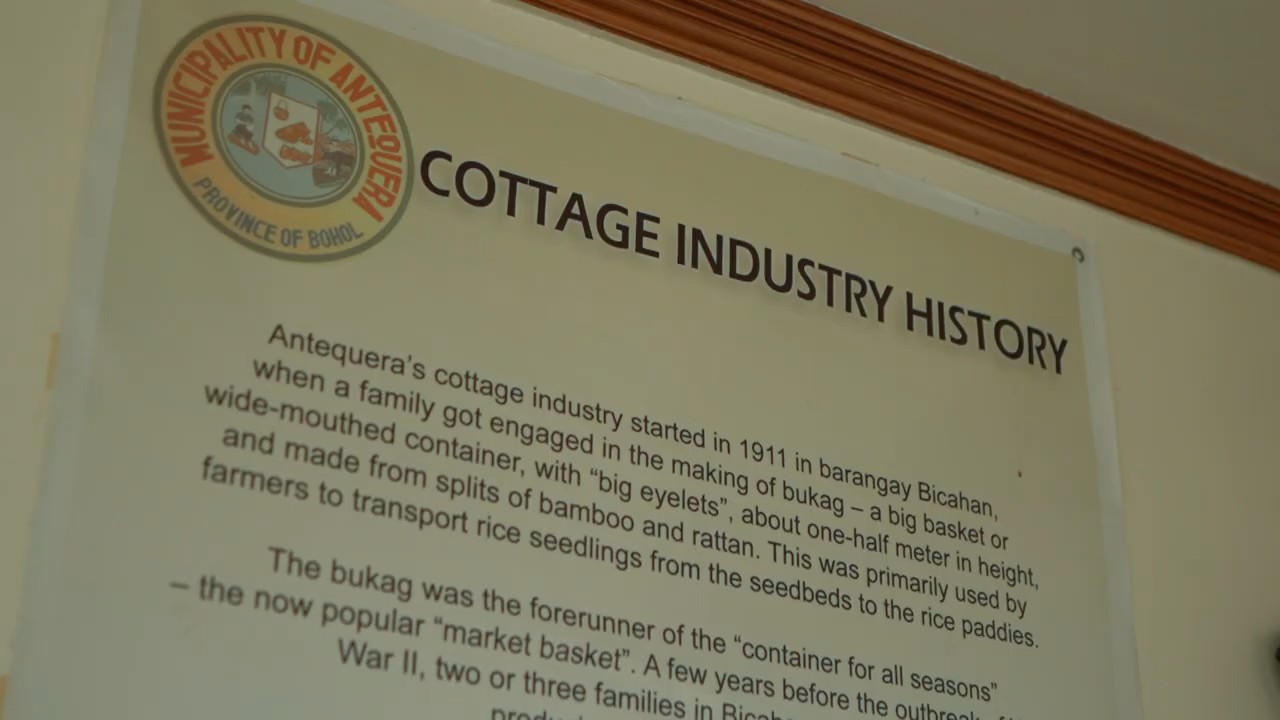 MUNICIPALITY OF ANTEQUERA
PROVINCE OF BOHOL
COTTAGE INDUSTRY HISTORY
Antequera's cottage industry started in 1911 in barangay Bicahan,
when a family got engaged in the making of bukag – a big basket or
wide-mouthed container, with “big eyelets”, about one-half meter in height,
and made from splits of bamboo and rattan. This was primarily used by
farmers to transport rice seedlings from the seedbeds to the rice paddies.
The bukag was the forerunner of the “container for all seasons”
– the now popular “market basket”. A few years before the outbreak
War II, two or three families in